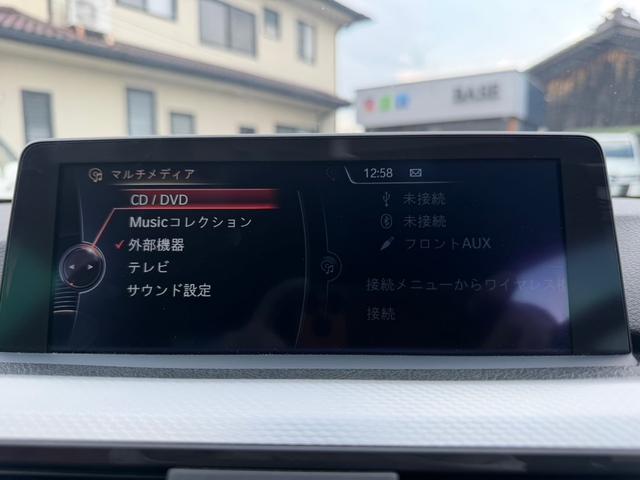 BASE
マルチメディア
CD / DVD
Musicコレクション
✓外部機器
テレビ
サウンド設定
12:58
未接続
未接続
フロントAUX
接続メニューからワイヤレス
接続